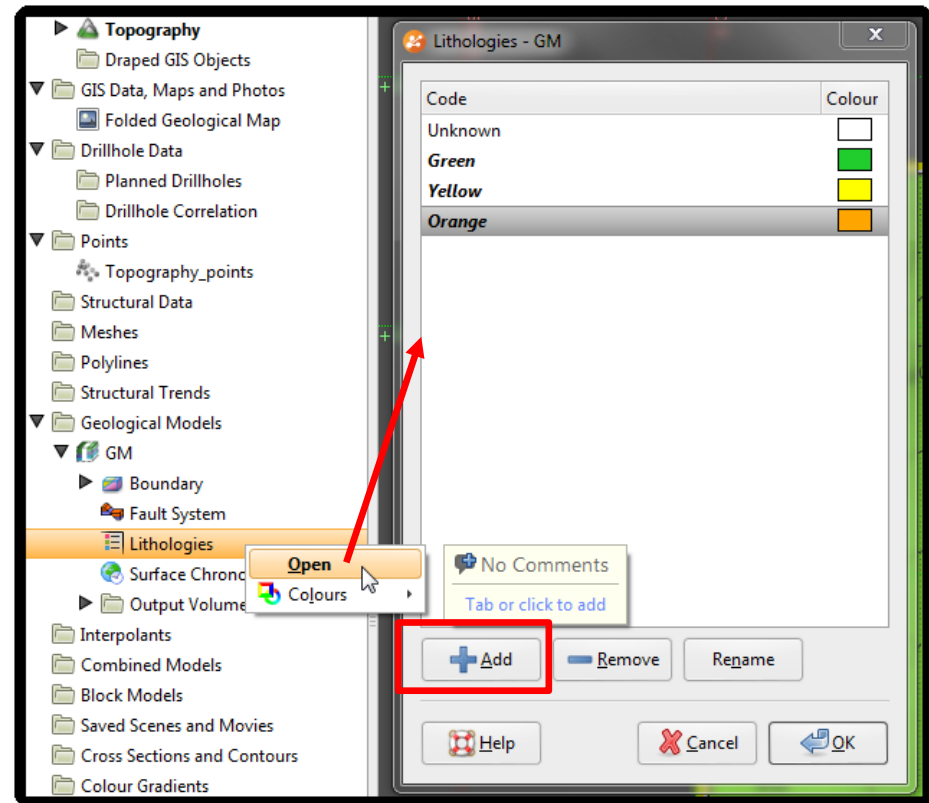 Topography
Draped GIS Objects
GIS Data, Maps and Photos
Folded Geological Map
Drillhole Data
Planned Drillholes
Drillhole Correlation
Points
Topography_points
Structural Data
Meshes
Polylines
Structural Trends
Geological Models
GM
Boundary
Fault System
Lithologies
Surface Chrono
Output Volume
Interpolants
Combined Models
Block Models
Saved Scenes and Movies
Cross Sections and Contours
Colour Gradients
Open
Colours
Lithologies - GM
x
Code Colour
Unknown
Green
Yellow
Orange
No Comments
Tab or click to add
Add Remove Rename
Help Cancel OK